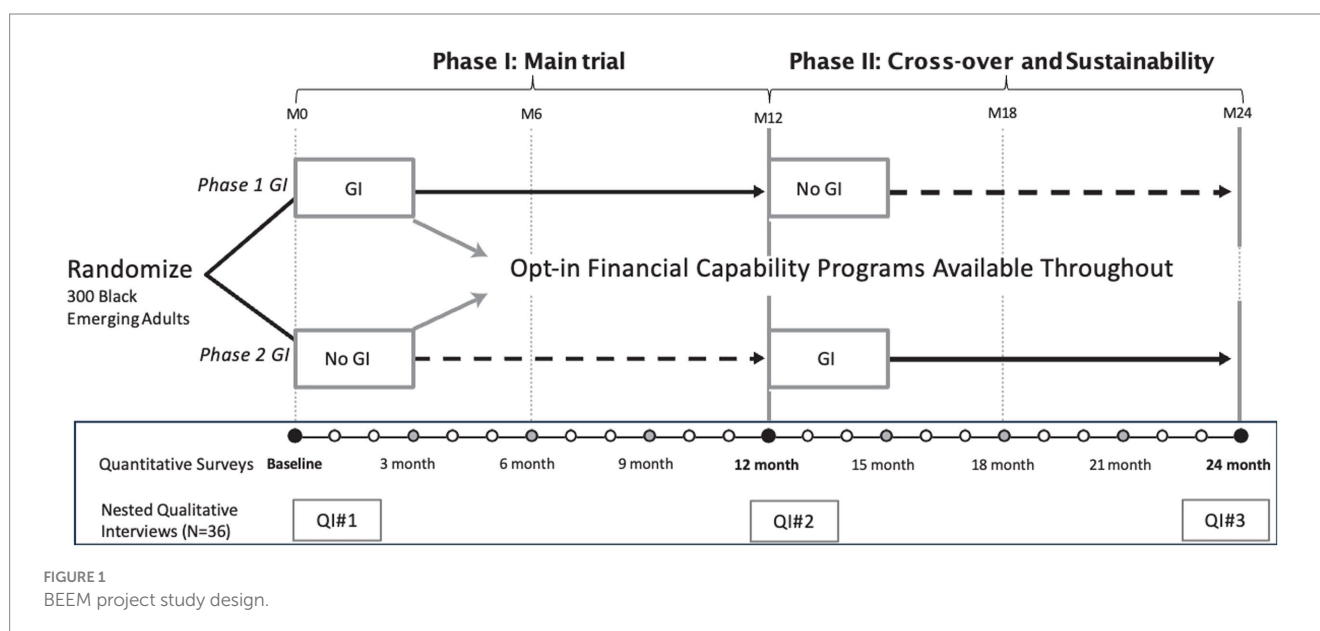 Phase I: Main trial
Phase II: Cross-over and Sustainability
M0
M6
M12
M18
M24
Phase 1 GI
GI
No GI
Randomize
300 Black
Emerging Adults
Opt-in Financial Capability Programs Available Throughout
Phase 2 GI
No GI
GI
Quantitative Surveys
Baseline
3 month
6 month
9 month
12 month
15 month
18 month
21 month
24 month
Nested Qualitative
Interviews (N=36)
QI#1
QI#2
QI#3
FIGURE 1
BEEM project study design.